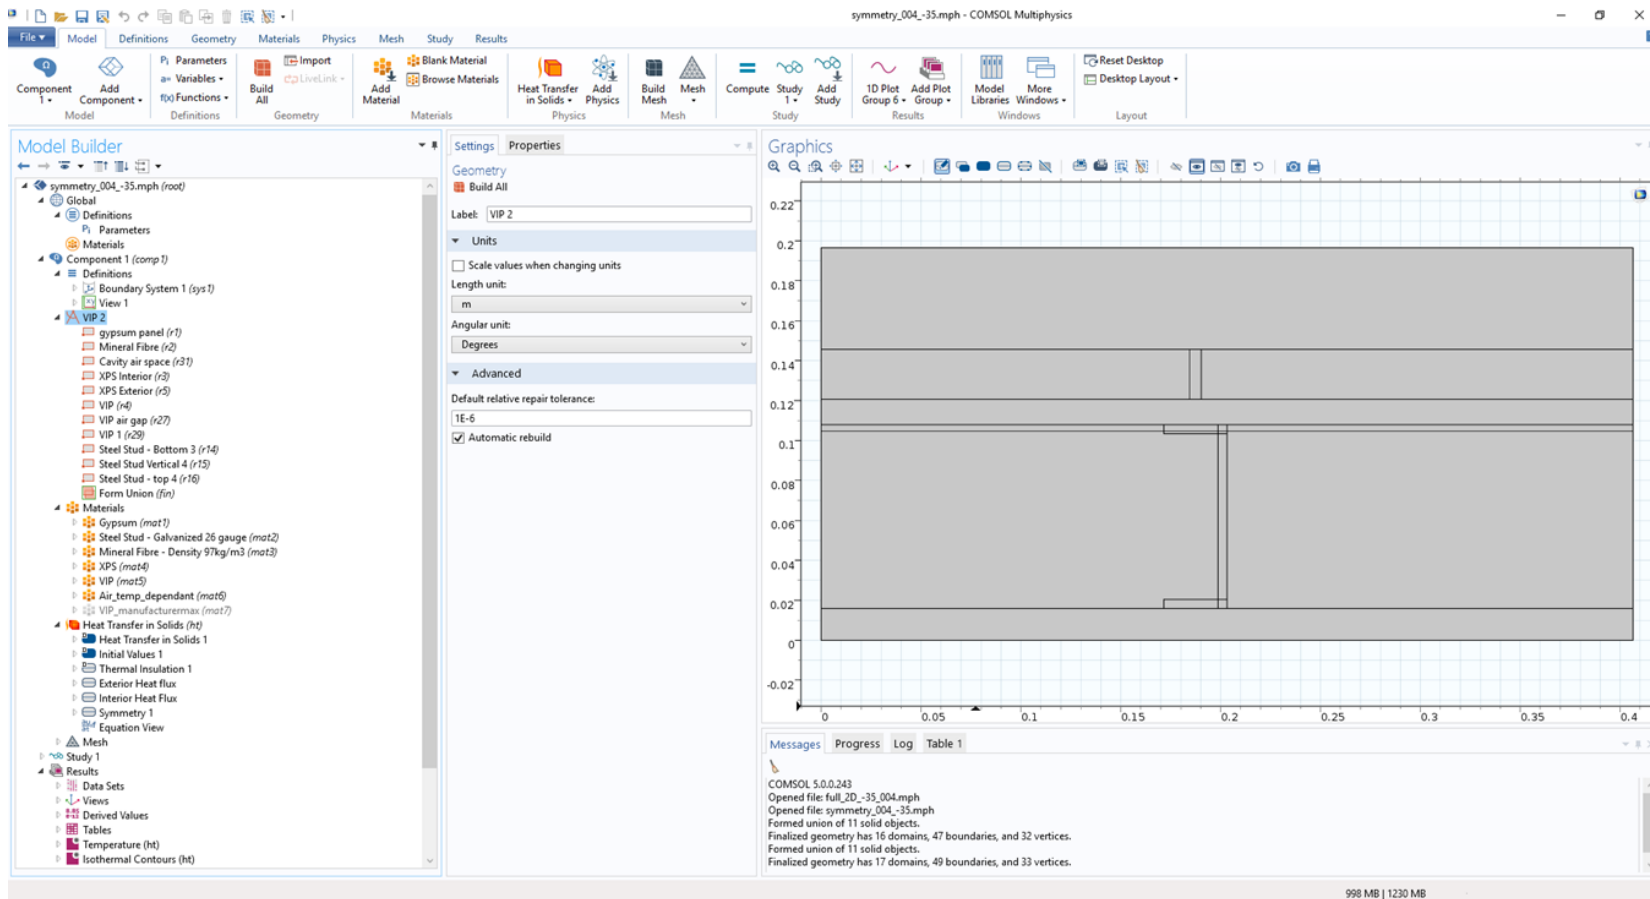 symmetry_004_-35.mph - COMSOL Multiphysics
File
Model
Definitions
Geometry
Materials
Physics
Mesh
Study
Results
Component 1
Add Component
Model
Pi Parameters
a= Variables
f(x) Functions
Definitions
Build All
Import
LiveLink
Geometry
Add Material
Blank Material
Browse Materials
Materials
Heat Transfer in Solids
Add Physics
Physics
Build Mesh
Mesh
Mesh
Compute
Study 1
Add Study
Study
1D Plot Group 6
Add Plot Group
Results
Model Libraries
More Windows
Windows
Reset Desktop
Desktop Layout
Layout
Model Builder
symmetry_004_-35.mph (root)
Global
Definitions
Pi Parameters
Materials
Component 1 (comp1)
Definitions
Boundary System 1 (sys1)
View 1
VIP 2
gypsum panel (r1)
Mineral Fibre (r2)
Cavity air space (r31)
XPS Interior (r3)
XPS Exterior (r5)
VIP (r4)
VIP air gap (r27)
VIP 1 (r29)
Steel Stud - Bottom 3 (r14)
Steel Stud Vertical 4 (r15)
Steel Stud - top 4 (r16)
Form Union (fin)
Materials
Gypsum (mat1)
Steel Stud - Galvanized 26 gauge (mat2)
Mineral Fibre - Density 97kg/m3 (mat3)
XPS (mat4)
VIP (mat5)
Air_temp_dependant (mat6)
VIP_manufacturermax (mat7)
Heat Transfer in Solids (ht)
Heat Transfer in Solids 1
Initial Values 1
Thermal Insulation 1
Exterior Heat flux
Interior Heat Flux
Symmetry 1
Equation View
Mesh
Study 1
Results
Data Sets
Views
Derived Values
Tables
Temperature (ht)
Isothermal Contours (ht)
Settings
Properties
Geometry
Build All
Label: VIP 2
Units
Scale values when changing units
Length unit:
m
Angular unit:
Degrees
Advanced
Default relative repair tolerance:
1E-6
Automatic rebuild
Graphics
0.22
0.2
0.18
0.16
0.14
0.12
0.1
0.08
0.06
0.04
0.02
0
-0.02
0 0.05 0.1 0.15 0.2 0.25 0.3 0.35 0.4
Messages
Progress
Log
Table 1
COMSOL 5.0.0.243
Opened file: full_2D_-35_004.mph
Opened file: symmetry_004_-35.mph
Formed union of 11 solid objects.
Finalized geometry has 16 domains, 47 boundaries, and 32 vertices.
Formed union of 11 solid objects.
Finalized geometry has 17 domains, 49 boundaries, and 33 vertices.
998 MB | 1230 MB